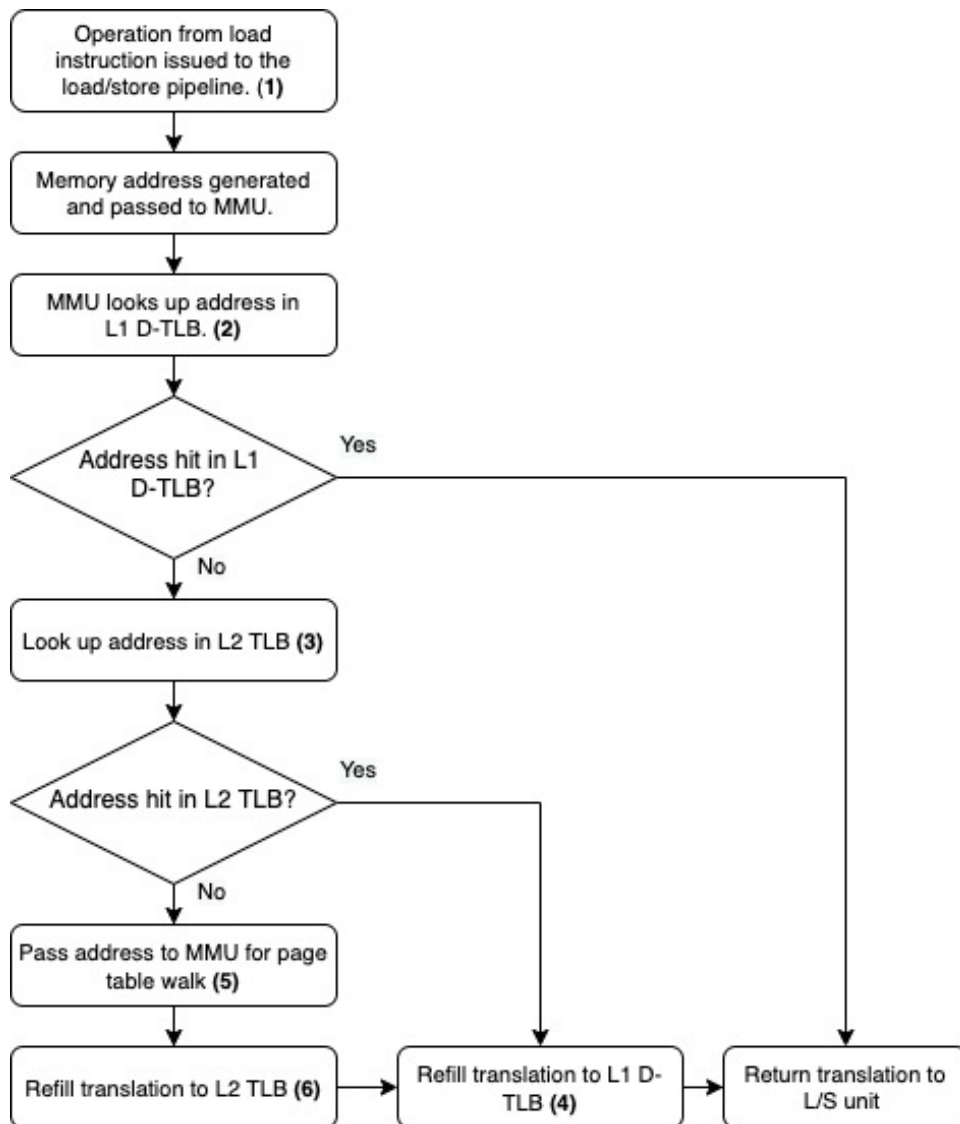 Operation from load
instruction issued to the
load/store pipeline. (1)
Memory address generated
and passed to MMU.
MMU looks up address in
L1 D-TLB. (2)
Address hit in L1
D-TLB?
Yes
No
Look up address in L2 TLB (3)
Address hit in L2 TLB?
Yes
No
Pass address to MMU for page
table walk (5)
Refill translation to L2 TLB (6)
Refill translation to L1 D-
TLB (4)
Return translation to
L/S unit